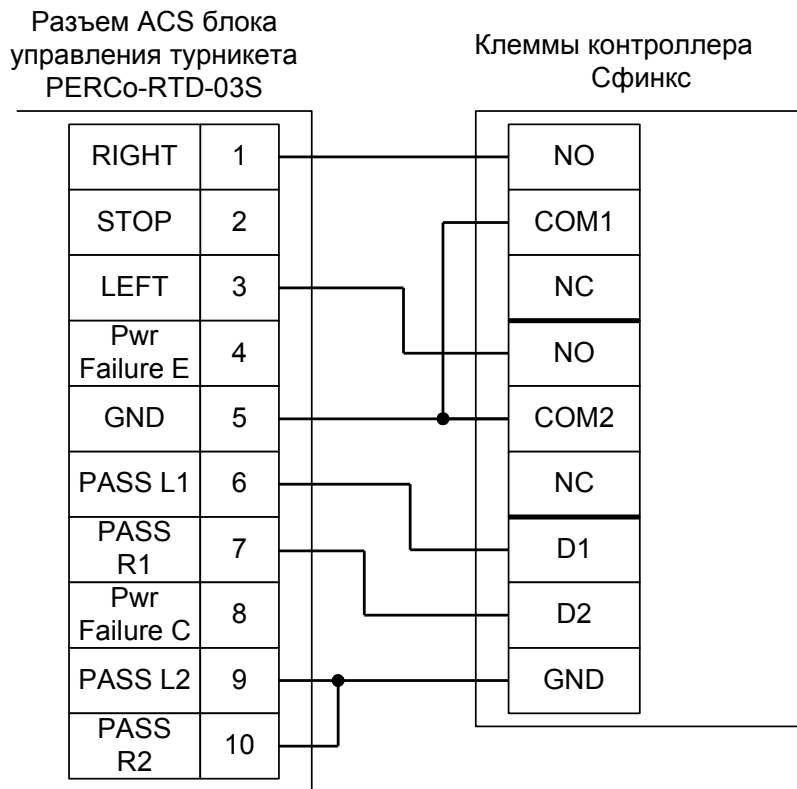 Разъем ACS блока
управления турникета
PERCo-RTD-03S
Клеммы контроллера
Сфинкс
RIGHT 1
STOP 2
LEFT 3
Pwr
Failure E 4
GND 5
PASS L1 6
PASS
R1 7
Pwr
Failure C 8
PASS L2 9
PASS
R2 10
NO
COM1
NC
NO
COM2
NC
D1
D2
GND